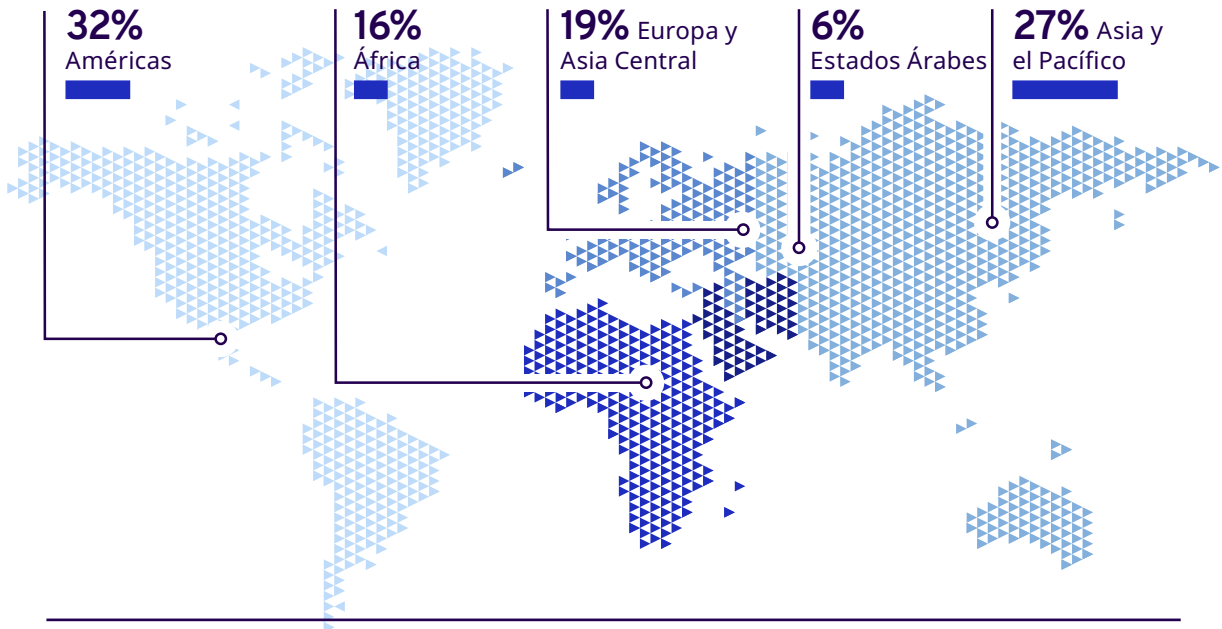 32%
Américas
16%
África
19% Europa y
Asia Central
6%
Estados Árabes
27% Asia y
el Pacífico